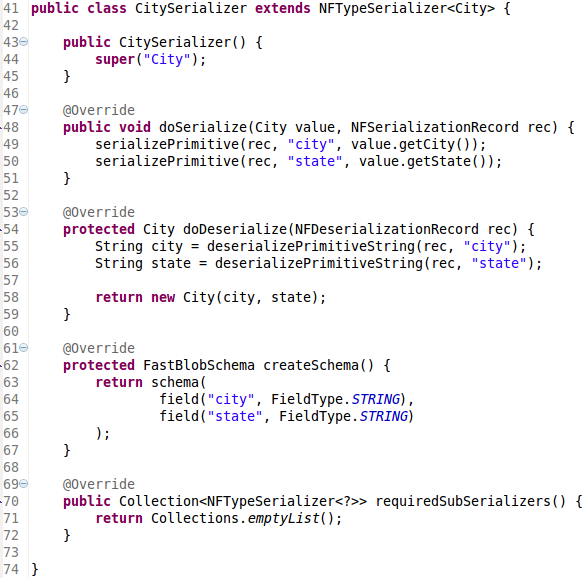 41 public class CitySerializer extends NFTypeSerializer<City> {
42
43 public CitySerializer() {
44 super("City");
45 }
46
47 @Override
48 public void doSerialize(City value, NFSerializationRecord rec) {
49 serializePrimitive(rec, "city", value.getCity());
50 serializePrimitive(rec, "state", value.getState());
51 }
52
53 @Override
54 protected City doDeserialize(NFDeserializationRecord rec) {
55 String city = deserializePrimitiveString(rec, "city");
56 String state = deserializePrimitiveString(rec, "state");
57
58 return new City(city, state);
59 }
60
61 @Override
62 protected FastBlobSchema createSchema() {
63 return schema(
64 field("city", FieldType.STRING),
65 field("state", FieldType.STRING)
66 );
67 }
68
69 @Override
70 public Collection<NFTypeSerializer<?>> requiredSubSerializers() {
71 return Collections.emptyList();
72 }
73
74 }